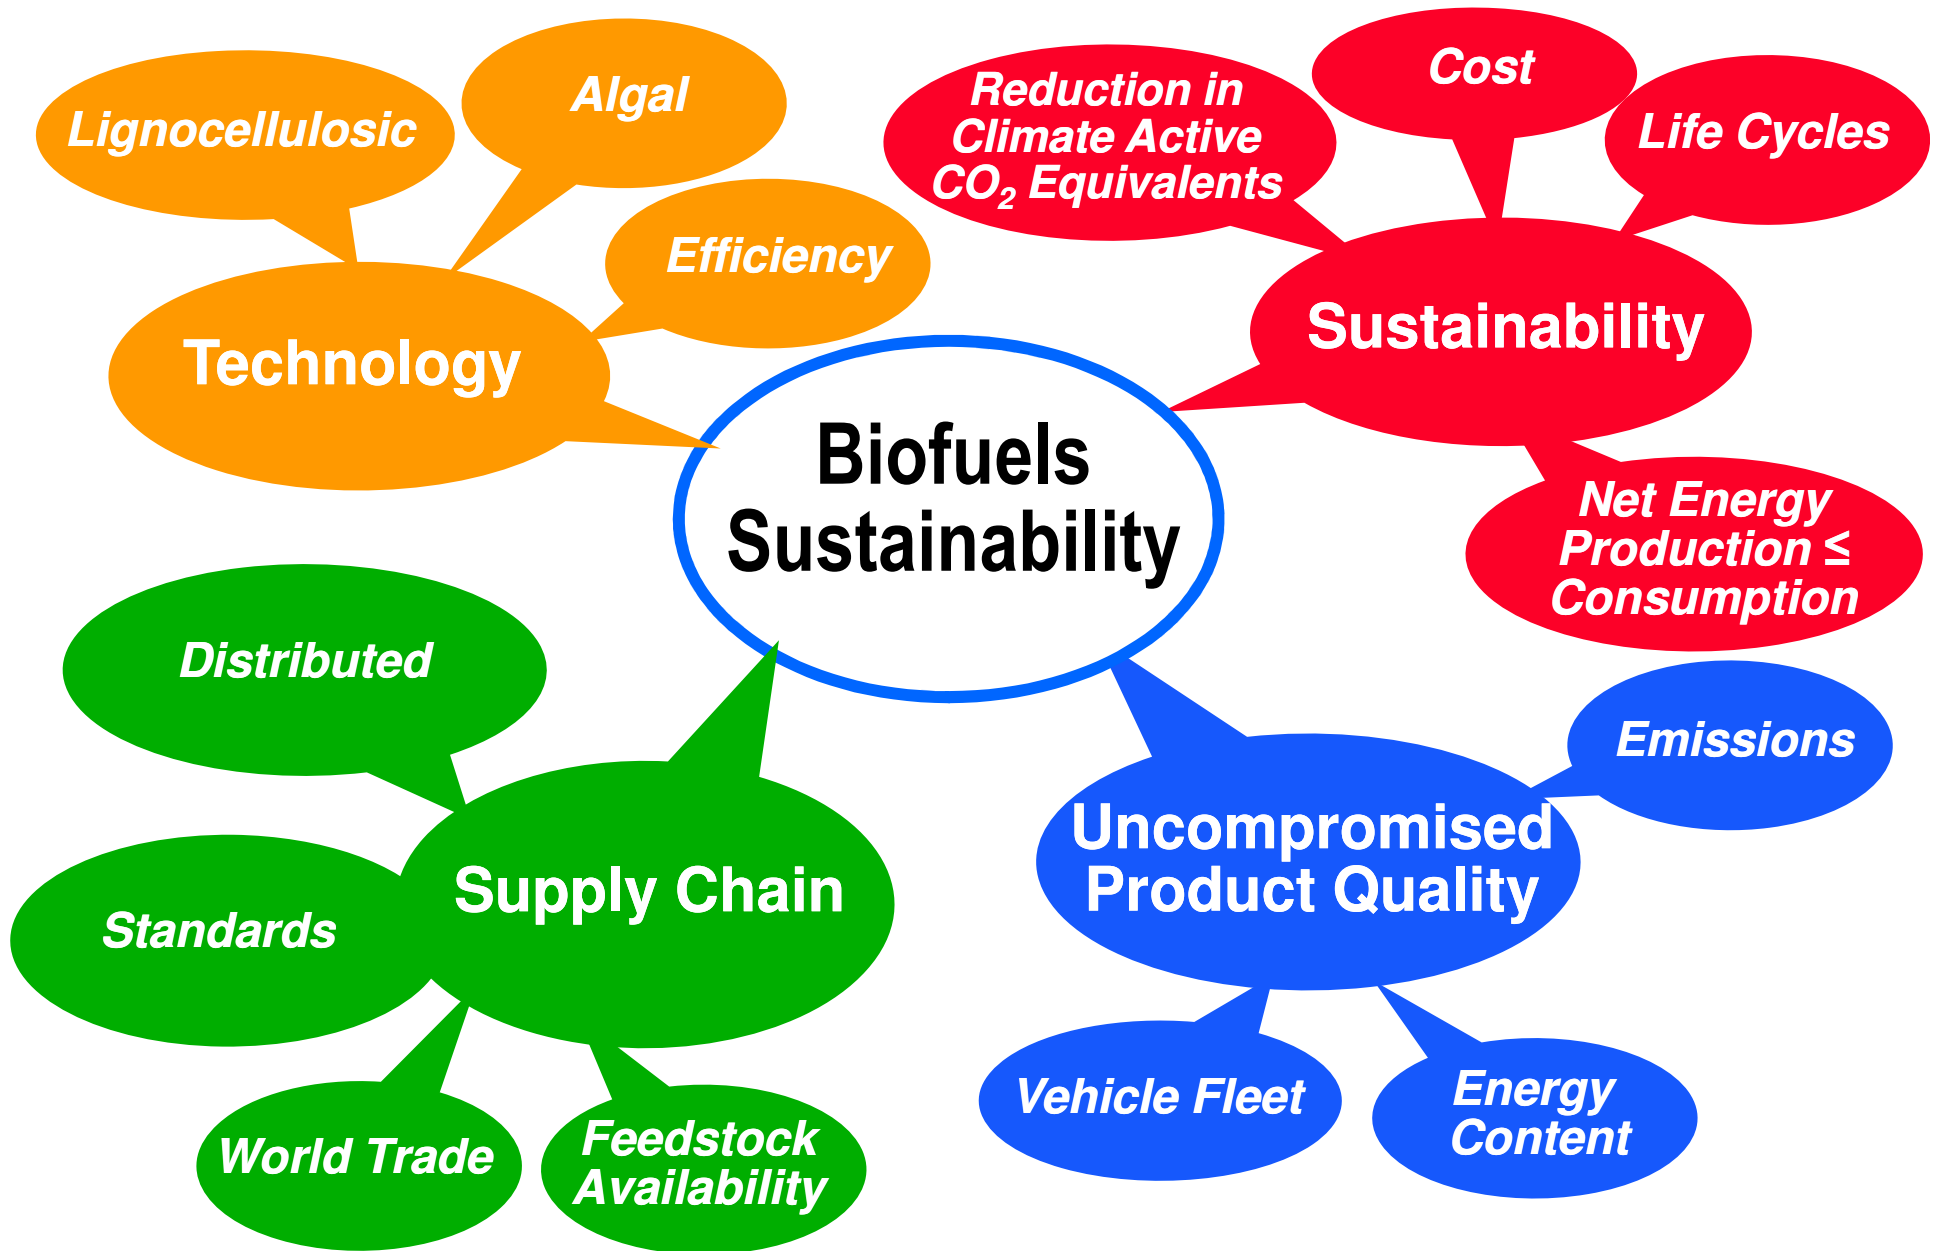 Lignocellulosic
Algal
Efficiency
Technology
Reduction in
Climate Active
CO₂ Equivalents
Cost
Life Cycles
Sustainability
Net Energy
Production ≤
Consumption
Biofuels
Sustainability
Distributed
Standards
Supply Chain
World Trade
Feedstock
Availability
Emissions
Uncompromised
Product Quality
Vehicle Fleet
Energy
Content